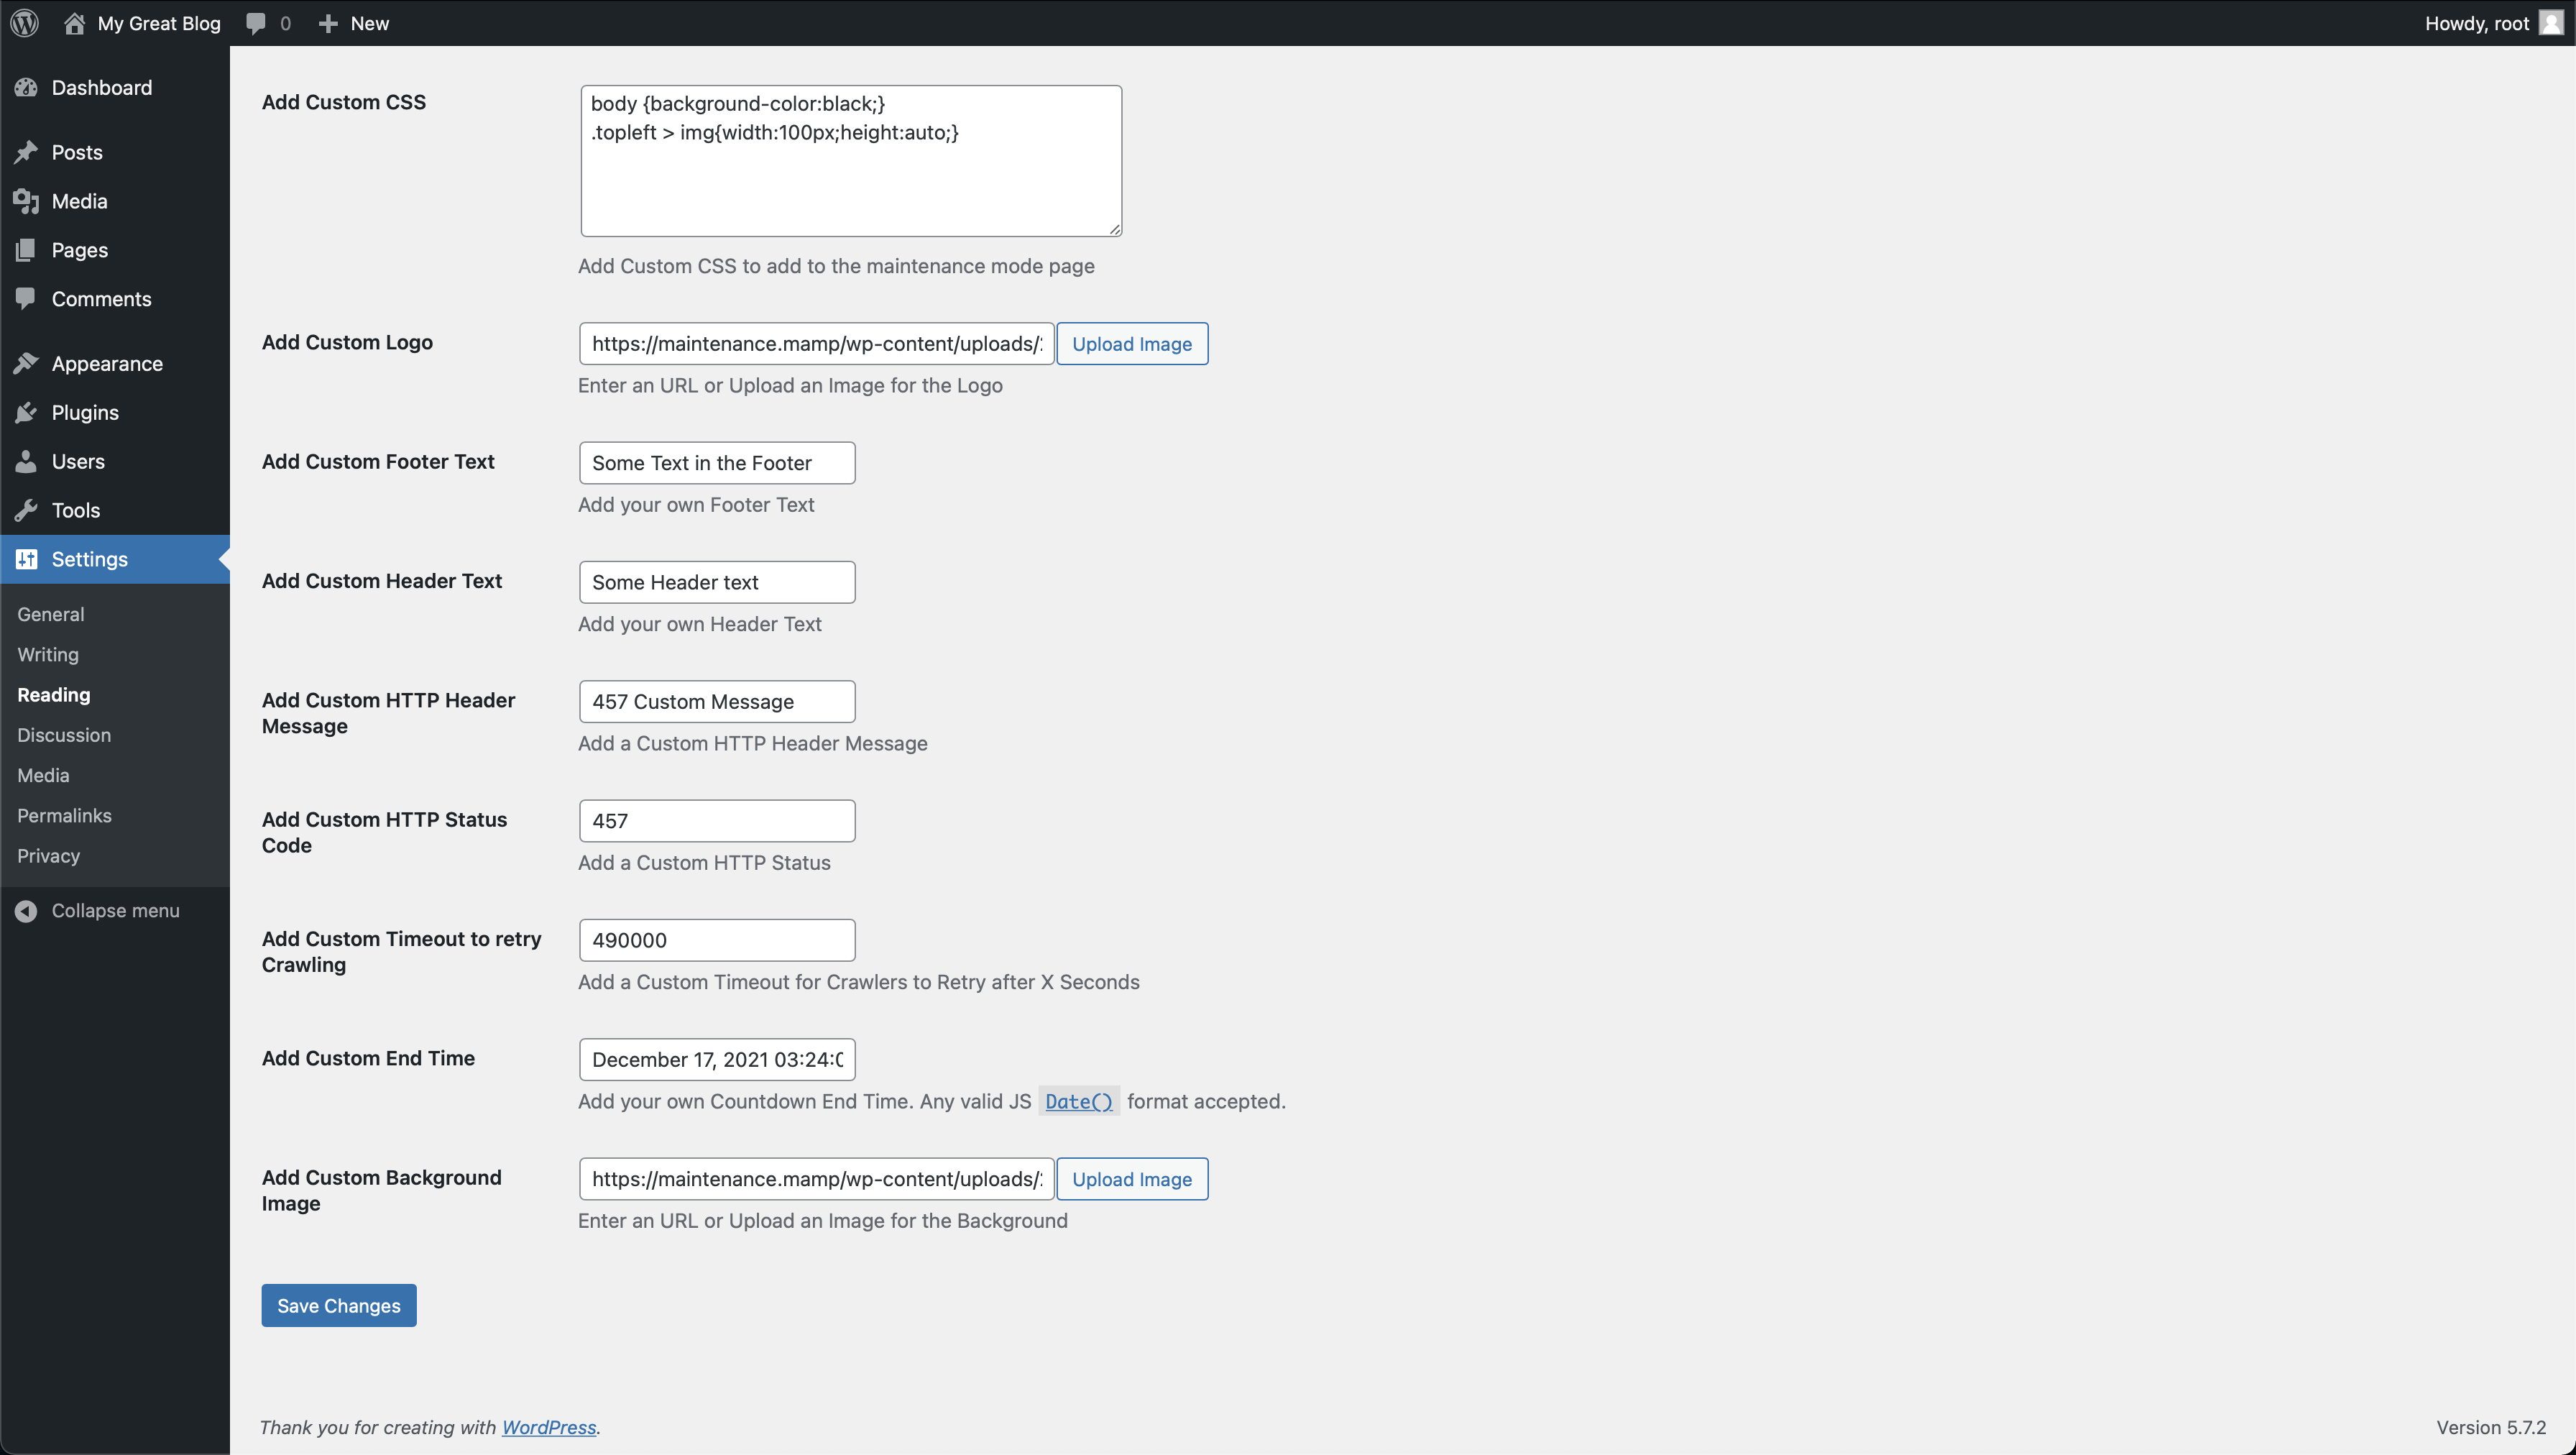 My Great Blog
0
New
Howdy, root
Dashboard
Posts
Media
Pages
Comments
Appearance
Plugins
Users
Tools
Settings
General
Writing
Reading
Discussion
Media
Permalinks
Privacy
Collapse menu
Add Custom CSS
body {background-color:black;}
.topleft > img{width:100px;height:auto;}
Add Custom CSS to add to the maintenance mode page
Add Custom Logo
https://maintenance.mamp/wp-content/uploads/
Upload Image
Enter an URL or Upload an Image for the Logo
Add Custom Footer Text
Some Text in the Footer
Add your own Footer Text
Add Custom Header Text
Some Header text
Add your own Header Text
Add Custom HTTP Header
Message
457 Custom Message
Add a Custom HTTP Header Message
Add Custom HTTP Status
Code
457
Add a Custom HTTP Status
Add Custom Timeout to retry
Crawling
490000
Add a Custom Timeout for Crawlers to Retry after X Seconds
Add Custom End Time
December 17, 2021 03:24:
Add your own Countdown End Time. Any valid JS Date() format accepted.
Add Custom Background
Image
https://maintenance.mamp/wp-content/uploads/
Upload Image
Enter an URL or Upload an Image for the Background
Save Changes
Thank you for creating with WordPress.
Version 5.7.2